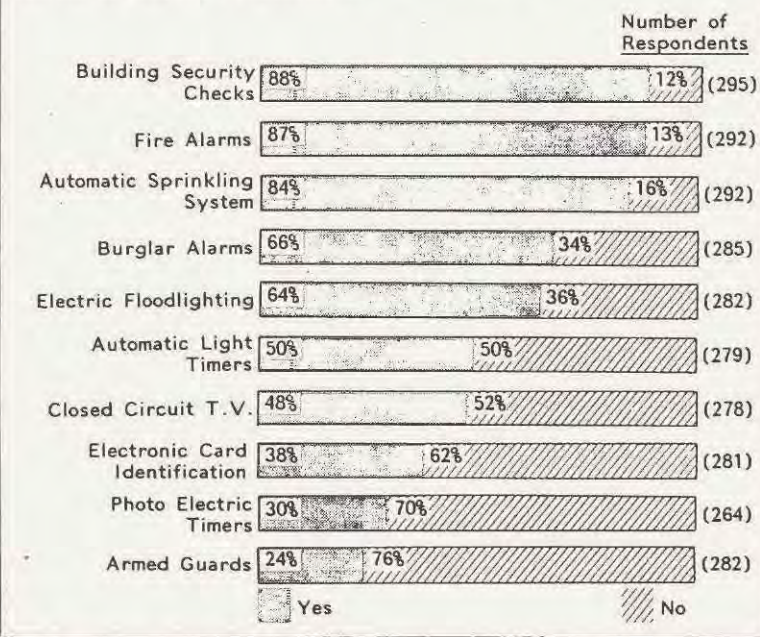 Number of
Respondents
Building Security
Checks
88% 12% (295)
Fire Alarms 87% 13% (292)
Automatic Sprinkling
System
84% 16% (292)
Burglar Alarms 66% 34% (285)
Electric Floodlighting 64% 36% (282)
Automatic Light
Timers
50% 50% (279)
Closed Circuit T.V. 48% 52% (278)
Electronic Card
Identification
38% 62% (281)
Photo Electric
Timers
30% 70% (264)
Armed Guards 24% 76% (282)
Yes No